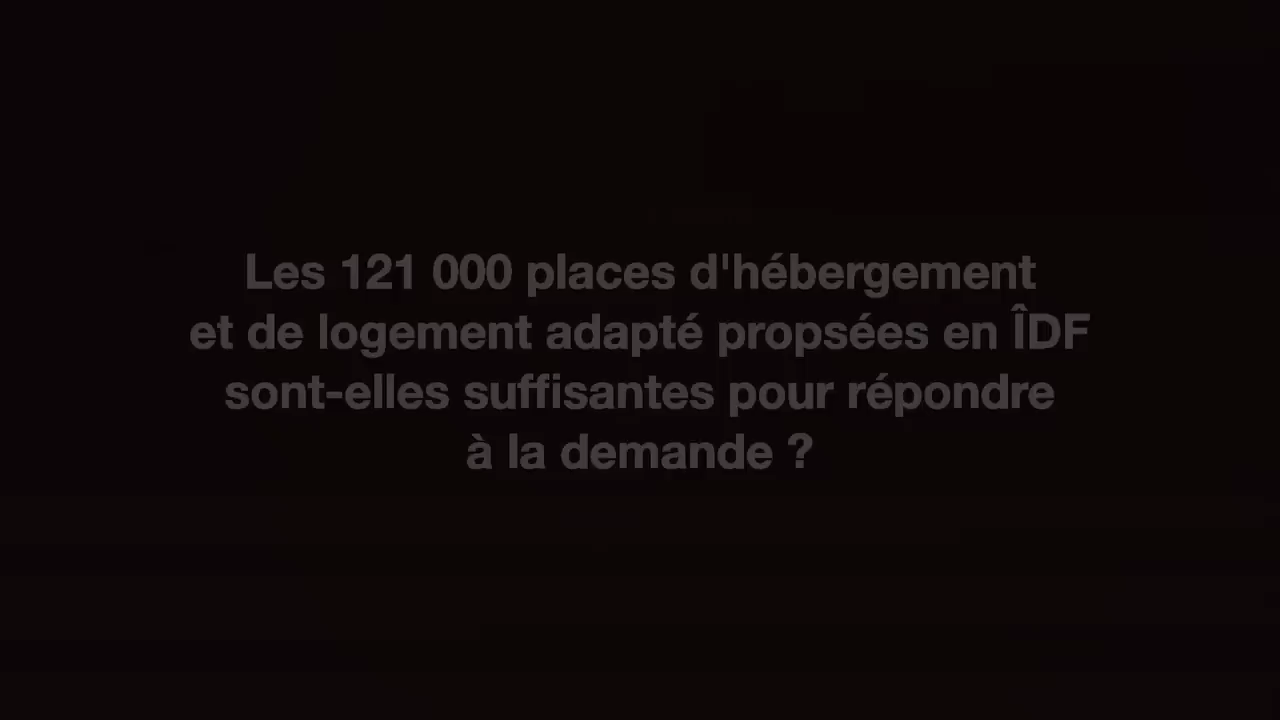 Les 121 000 places d'hébergement
et de logement adapté propsées en ÎDF
sont-elles suffisantes pour répondre
à la demande ?